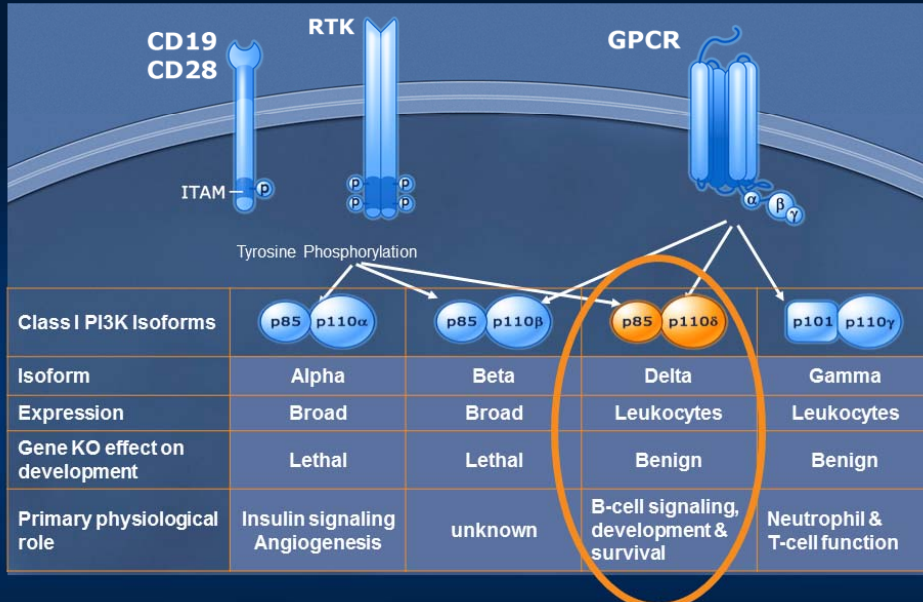 CD19
CD28
RTK
GPCR
ITAM
P
P
P
P
P
α
β
γ
Tyrosine Phosphorylation
Class I PI3K Isoforms
p85 p110α
p85 p110β
p85 p110δ
p101 p110γ
Isoform
Alpha
Beta
Delta
Gamma
Expression
Broad
Broad
Leukocytes
Leukocytes
Gene KO effect on
development
Lethal
Lethal
Benign
Benign
Primary physiological
role
Insulin signaling
Angiogenesis
unknown
B-cell signaling,
development &
survival
Neutrophil &
T-cell function